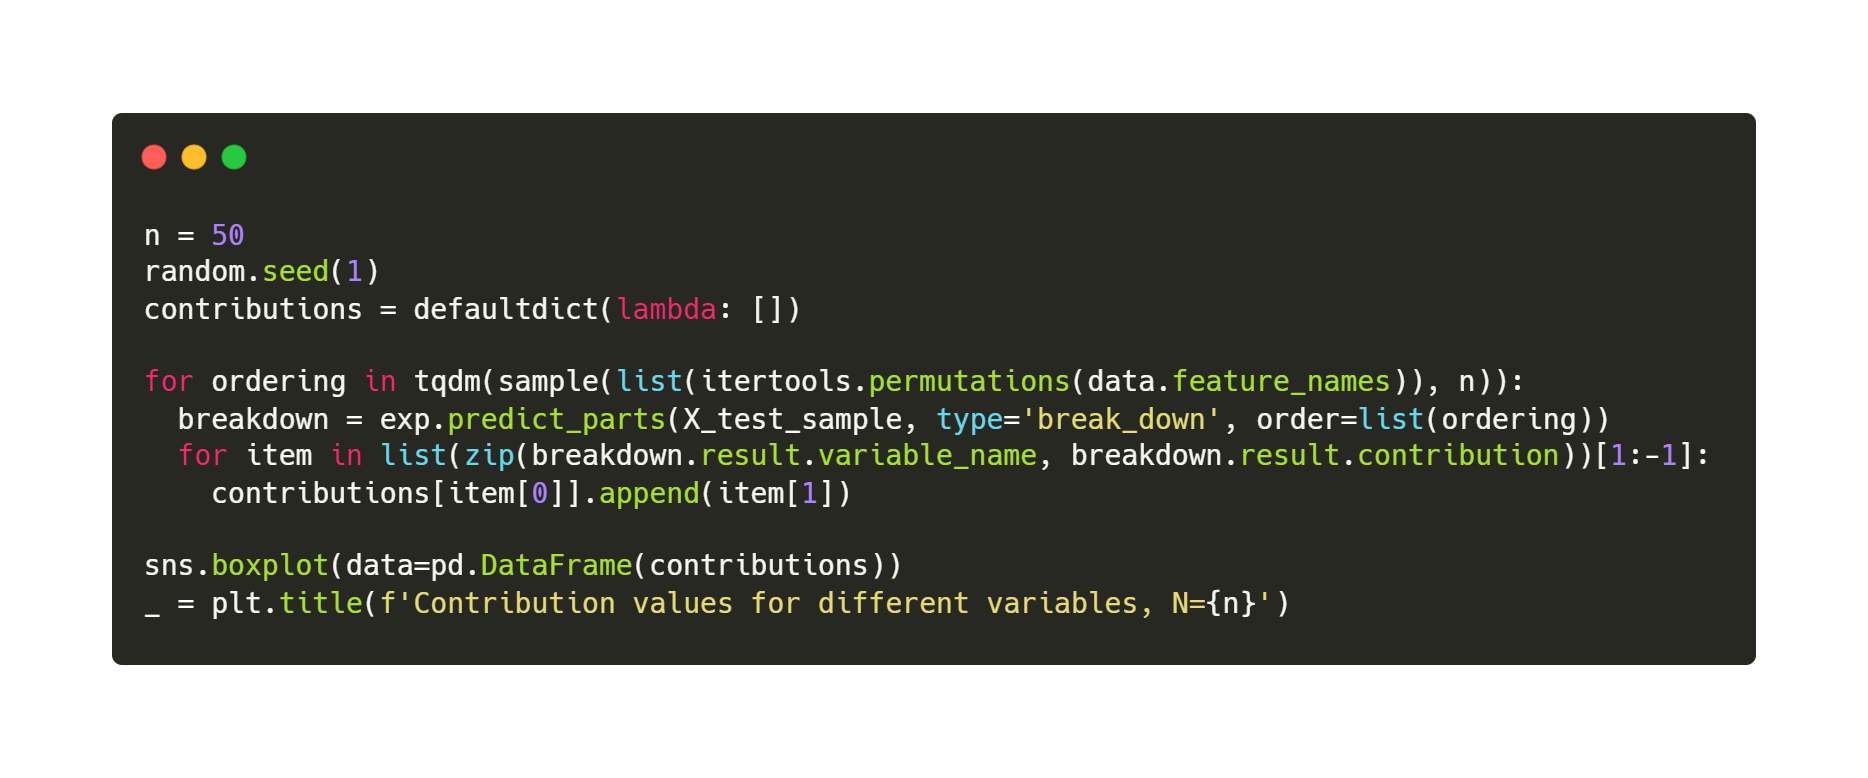 n = 50
random.seed(1)
contributions = defaultdict(lambda: [])

for ordering in tqdm(sample(list(itertools.permutations(data.feature_names)), n)):
  breakdown = exp.predict_parts(X_test_sample, type='break_down', order=list(ordering))
  for item in list(zip(breakdown.result.variable_name, breakdown.result.contribution))[1:-1]:
    contributions[item[0]].append(item[1])

sns.boxplot(data=pd.DataFrame(contributions))
_ = plt.title(f'Contribution values for different variables, N={n}')